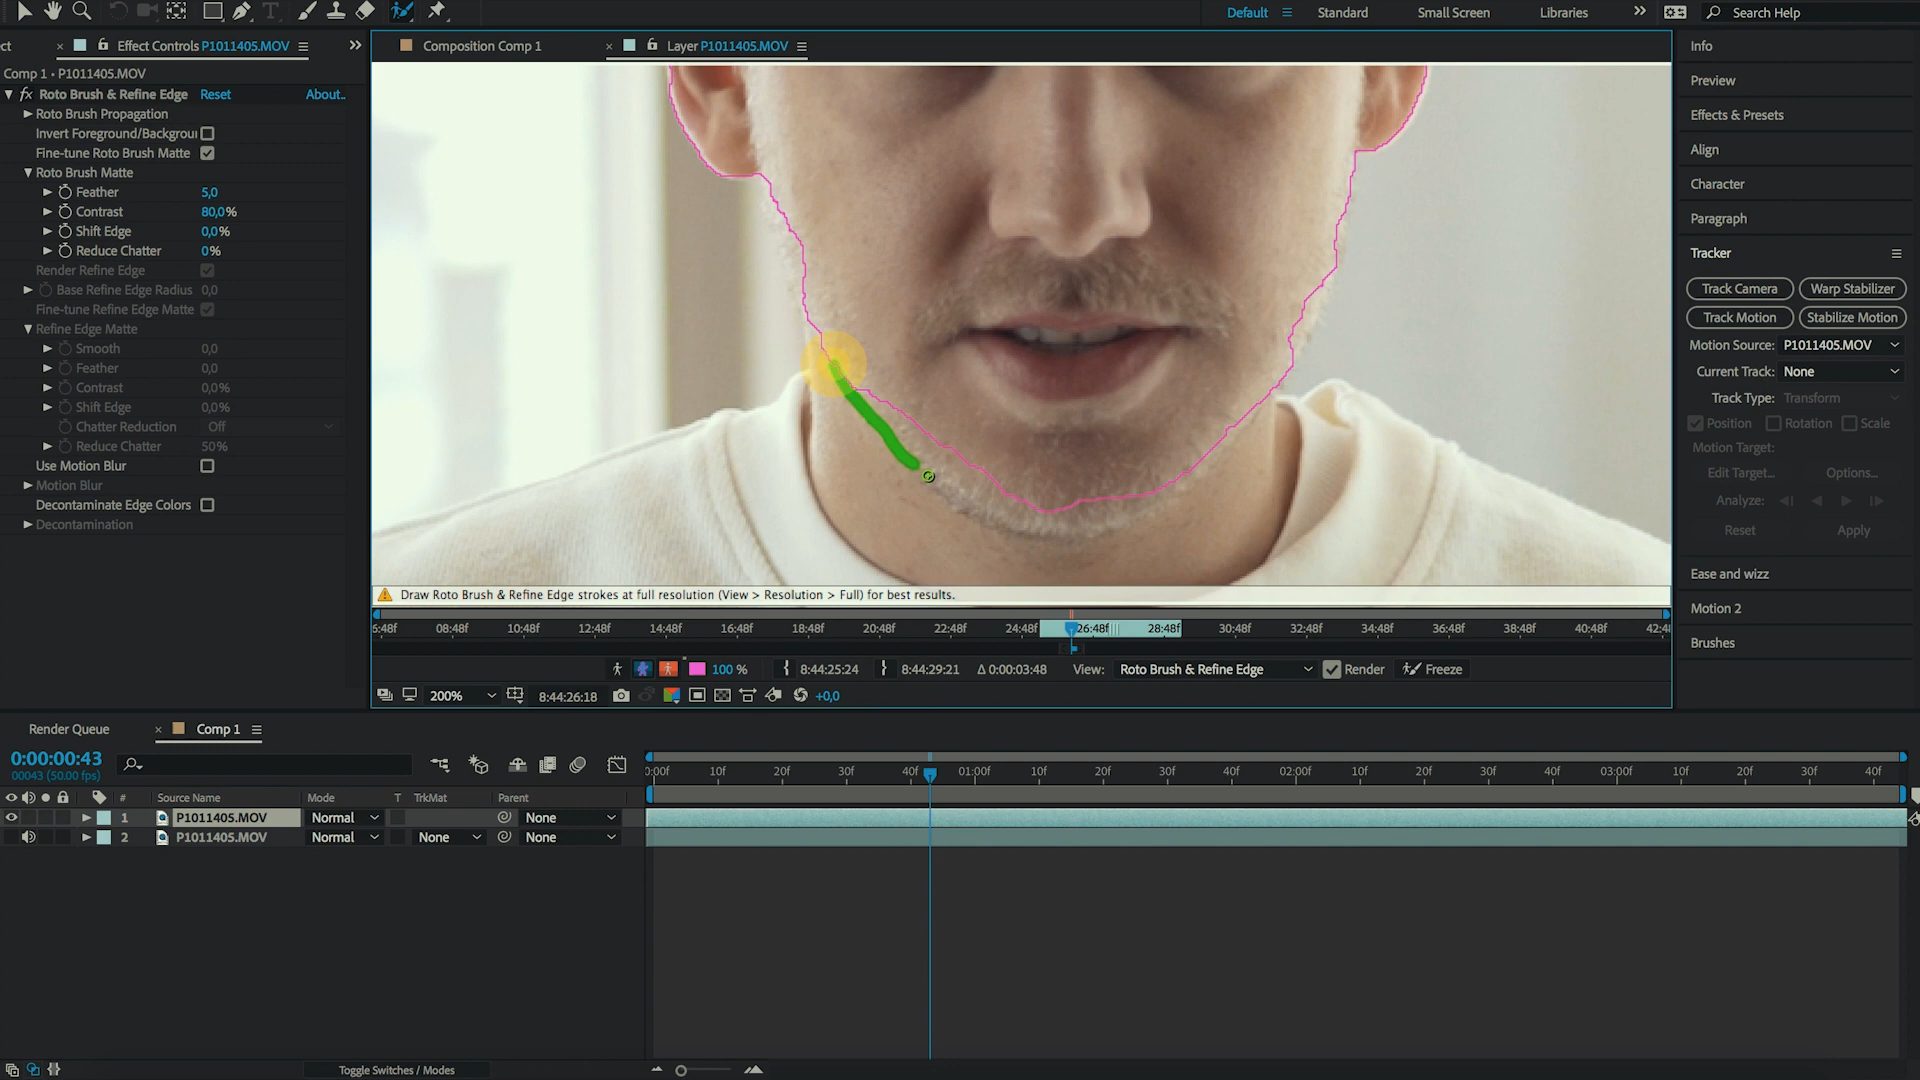 Default Standard Small Screen Libraries Search Help
ct Effect Controls P1011405.MOV
Comp 1 • P1011405.MOV
fx Roto Brush & Refine Edge Reset About..
Roto Brush Propagation
Invert Foreground/Backgrou
Fine-tune Roto Brush Matte
Roto Brush Matte
Feather 5,0
Contrast 80,0%
Shift Edge 0,0%
Reduce Chatter 0%
Render Refine Edge
Base Refine Edge Radius 0,0
Fine-tune Refine Edge Matte
Refine Edge Matte
Smooth 0,0
Feather 0,0
Contrast 0,0%
Shift Edge 0,0%
Chatter Reduction Off
Reduce Chatter 50%
Use Motion Blur
Motion Blur
Decontaminate Edge Colors
Decontamination
Composition Comp 1 Layer P1011405.MOV
Draw Roto Brush & Refine Edge strokes at full resolution (View > Resolution > Full) for best results.
6:48f 08:48f 10:48f 12:48f 14:48f 16:48f 18:48f 20:48f 22:48f 24:48f 26:48f 28:48f 30:48f 32:48f 34:48f 36:48f 38:48f 40:48f 42:4
100 % 8:44:25:24 8:44:29:21 Δ 0:00:03:48 View: Roto Brush & Refine Edge Render Freeze
200% 8:44:26:18 +0,0
Info
Preview
Effects & Presets
Align
Character
Paragraph
Tracker
Track Camera Warp Stabilizer
Track Motion Stabilize Motion
Motion Source: P1011405.MOV
Current Track: None
Track Type: Transform
Position Rotation Scale
Motion Target:
Edit Target... Options...
Analyze:
Reset Apply
Ease and wizz
Motion 2
Brushes
Render Queue Comp 1
0:00:00:43
00043 (50.00 fps)
:00f 10f 20f 30f 40f 01:00f 10f 20f 30f 40f 02:00f 10f 20f 30f 40f 03:00f 10f 20f 30f 40f
# Source Name Mode T TrkMat Parent
1 P1011405.MOV Normal None
2 P1011405.MOV Normal None None
Toggle Switches / Modes